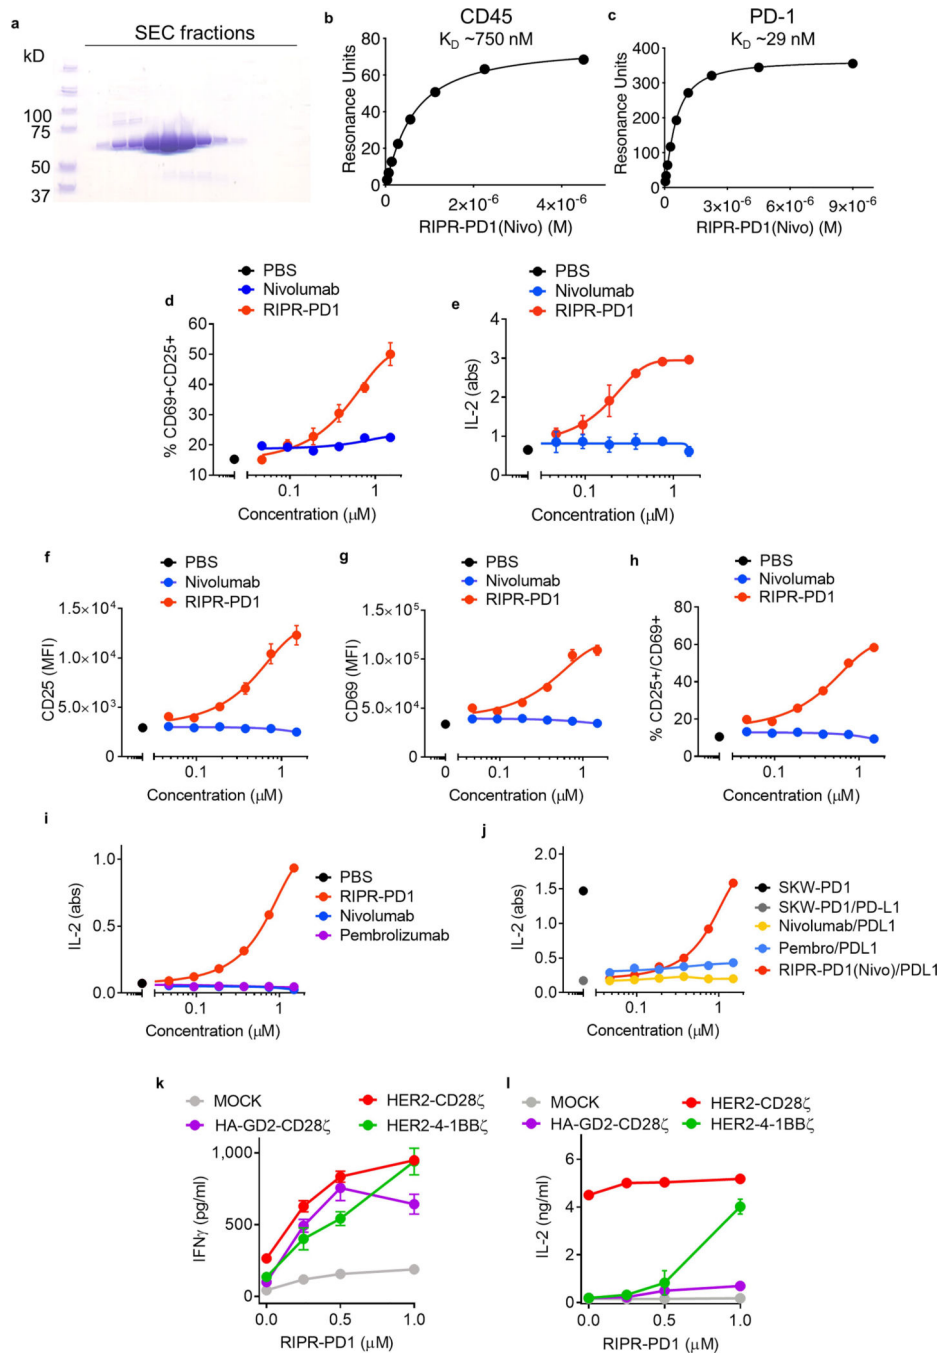 a
SEC fractions
kD
100
75
50
37
b
CD45
K_D ~750 nM
Resonance Units
80
60
40
20
0
0
2×10⁻⁶
4×10⁻⁶
RIPR-PD1(Nivo) (M)
c
PD-1
K_D ~29 nM
Resonance Units
400
300
200
100
0
0
3×10⁻⁶
6×10⁻⁶
9×10⁻⁶
RIPR-PD1(Nivo) (M)
d
PBS
Nivolumab
RIPR-PD1
% CD69+CD25+
60
50
40
30
20
10
0.1
1
Concentration (μM)
e
PBS
Nivolumab
RIPR-PD1
IL-2 (abs)
4
3
2
1
0
0.1
1
Concentration (μM)
f
PBS
Nivolumab
RIPR-PD1
CD25 (MFI)
1.5×10⁴
1.0×10⁴
5.0×10³
0
0.1
1
Concentration (μM)
g
PBS
Nivolumab
RIPR-PD1
CD69 (MFI)
1.5×10⁵
1.0×10⁵
5.0×10⁴
0
0
0.1
1
Concentration (μM)
h
PBS
Nivolumab
RIPR-PD1
% CD25+/CD69+
80
60
40
20
0
0.1
1
Concentration (μM)
i
IL-2 (abs)
1.0
0.5
0.0
0.1
1
Concentration (μM)
PBS
RIPR-PD1
Nivolumab
Pembrolizumab
j
IL-2 (abs)
2.0
1.5
1.0
0.5
0.0
0.1
1
Concentration (μM)
SKW-PD1
SKW-PD1/PD-L1
Nivolumab/PDL1
Pembro/PDL1
RIPR-PD1(Nivo)/PDL1
k
MOCK
HER2-CD28ζ
HA-GD2-CD28ζ
HER2-4-1BBζ
IFNγ (pg/ml)
1,000
500
0
0.0
0.5
1.0
RIPR-PD1 (μM)
l
MOCK
HER2-CD28ζ
HA-GD2-CD28ζ
HER2-4-1BBζ
IL-2 (ng/ml)
6
4
2
0
0.0
0.5
1.0
RIPR-PD1 (μM)